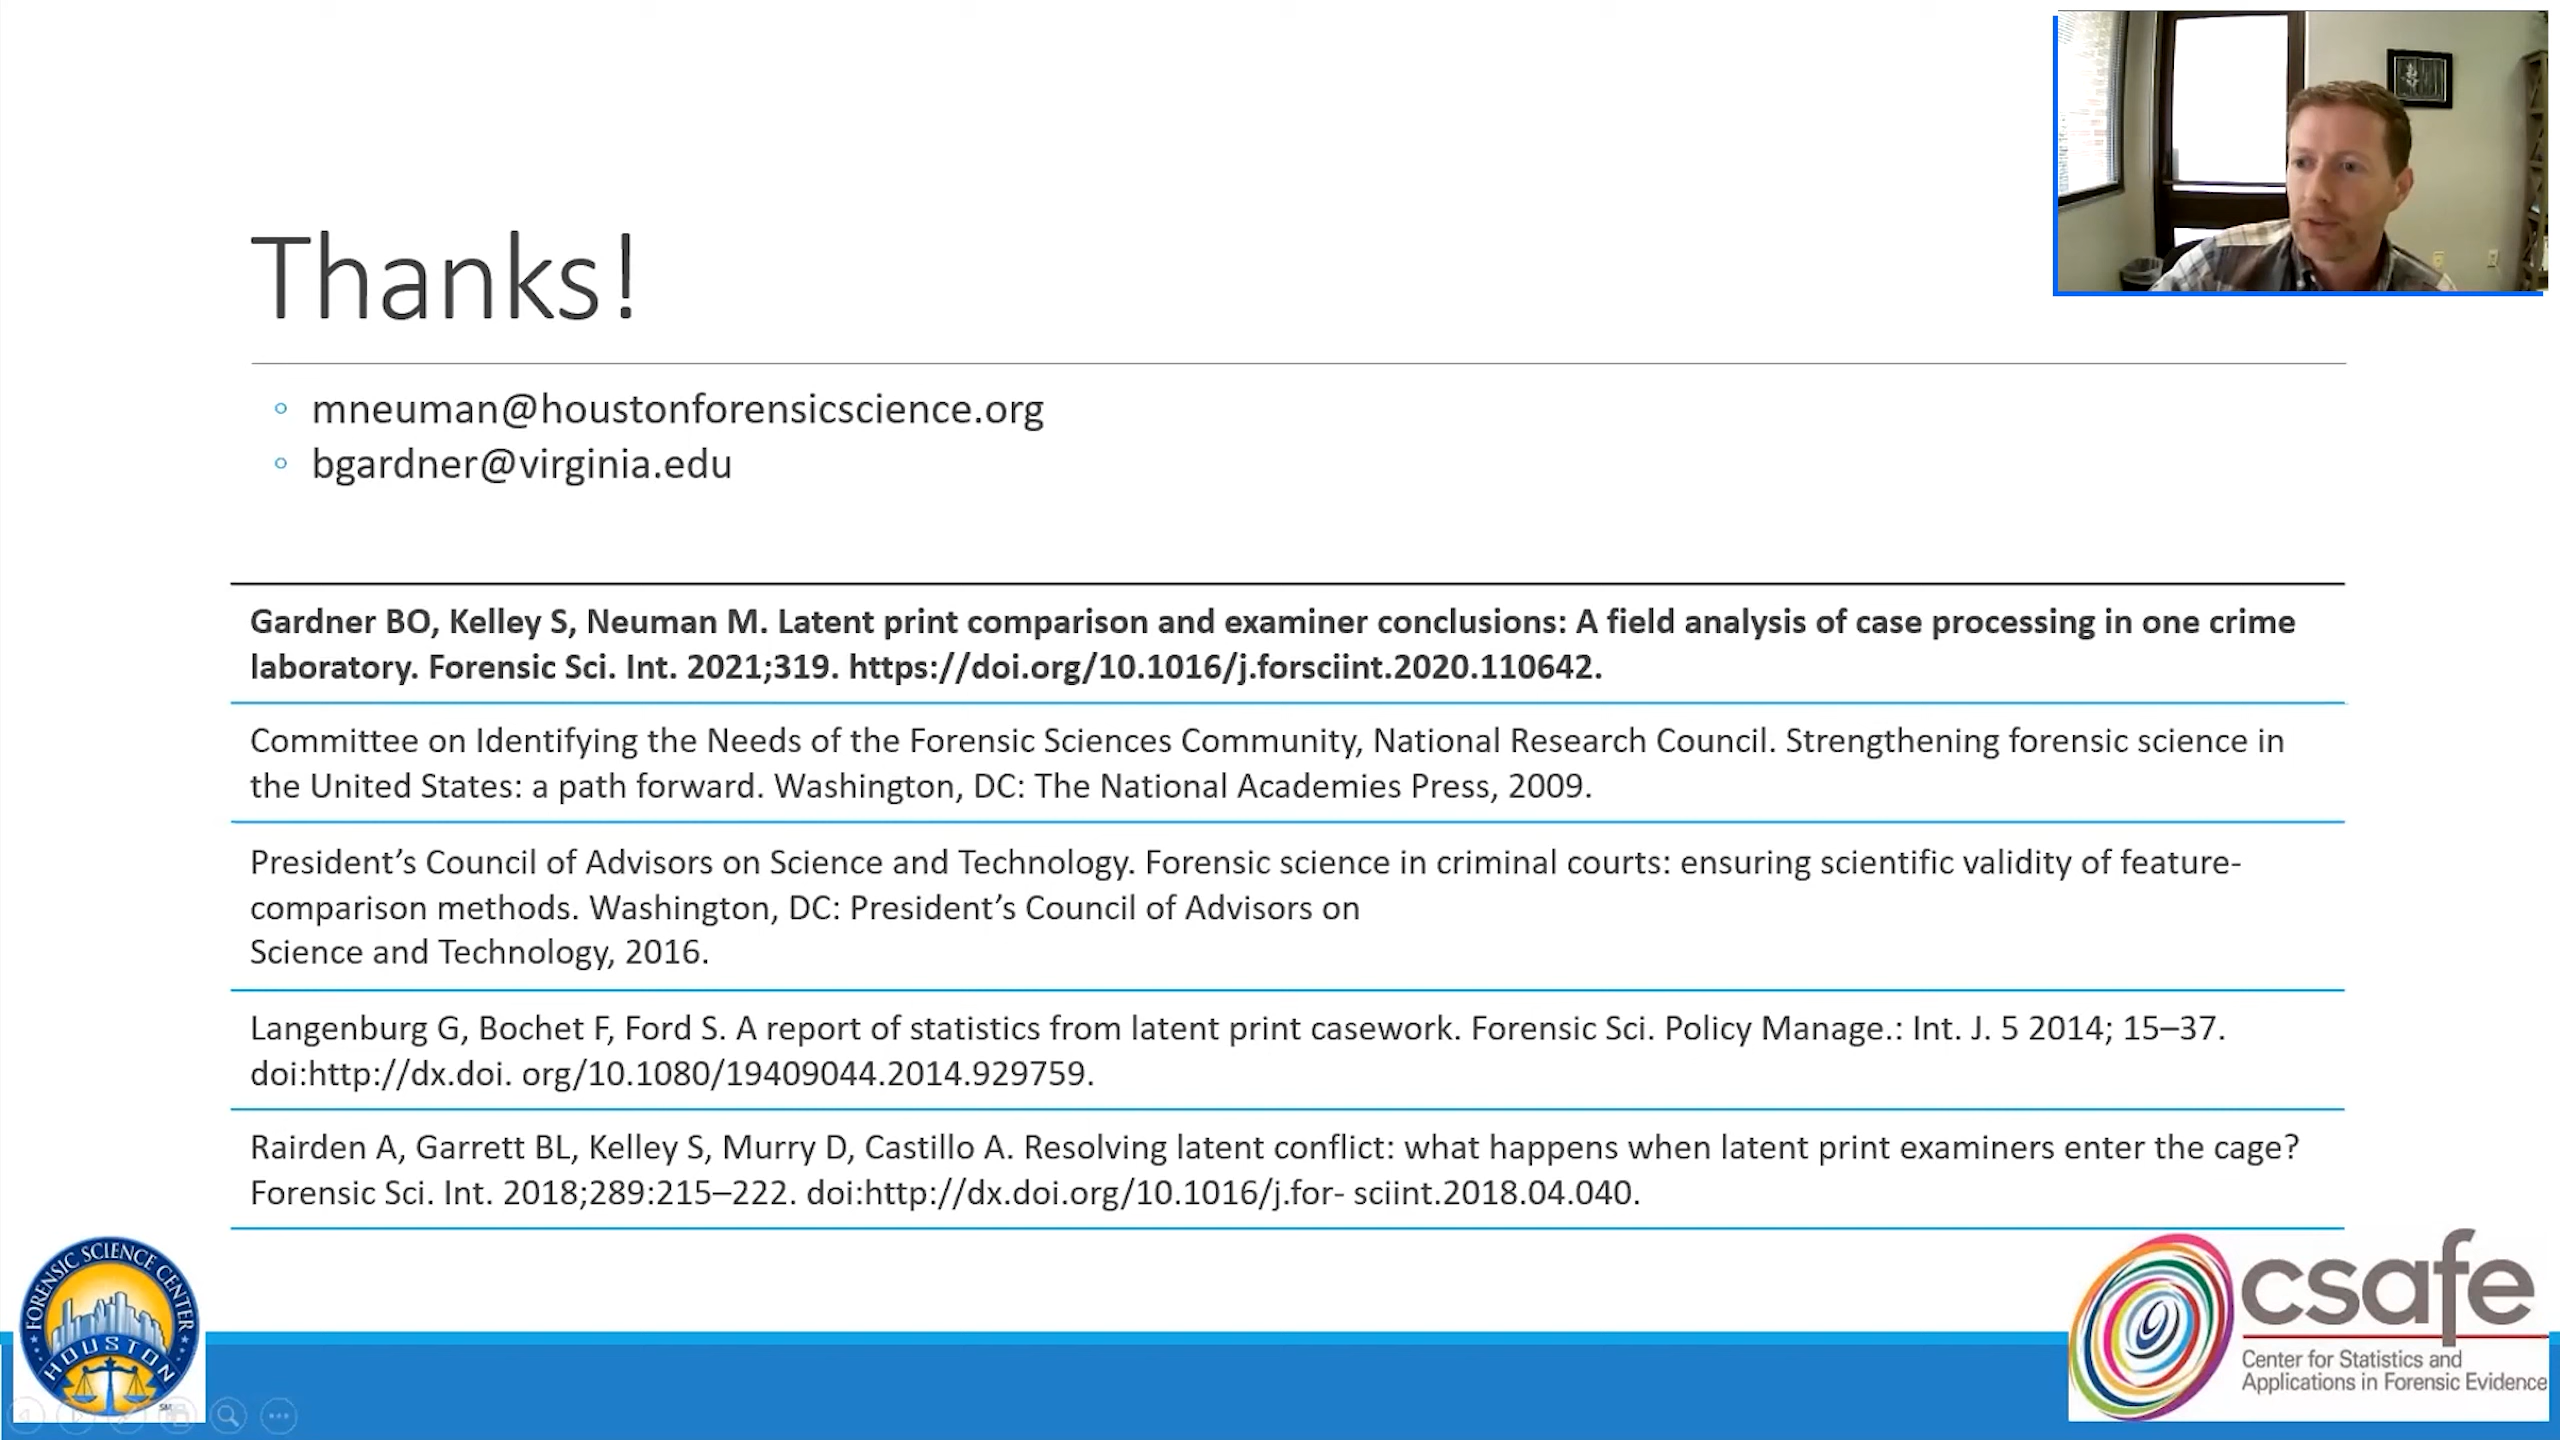 Thanks!
mneuman@houstonforensicscience.org
bgardner@virginia.edu
Gardner BO, Kelley S, Neuman M. Latent print comparison and examiner conclusions: A field analysis of case processing in one crime
laboratory. Forensic Sci. Int. 2021;319. https://doi.org/10.1016/j.forsciint.2020.110642.
Committee on Identifying the Needs of the Forensic Sciences Community, National Research Council. Strengthening forensic science in
the United States: a path forward. Washington, DC: The National Academies Press, 2009.
President’s Council of Advisors on Science and Technology. Forensic science in criminal courts: ensuring scientific validity of feature-
comparison methods. Washington, DC: President’s Council of Advisors on
Science and Technology, 2016.
Langenburg G, Bochet F, Ford S. A report of statistics from latent print casework. Forensic Sci. Policy Manage.: Int. J. 5 2014; 15–37.
doi:http://dx.doi. org/10.1080/19409044.2014.929759.
Rairden A, Garrett BL, Kelley S, Murry D, Castillo A. Resolving latent conflict: what happens when latent print examiners enter the cage?
Forensic Sci. Int. 2018;289:215–222. doi:http://dx.doi.org/10.1016/j.for- sciint.2018.04.040.
FORENSIC SCIENCE CENTER
HOUSTON
SM
csafe
Center for Statistics and
Applications in Forensic Evidence